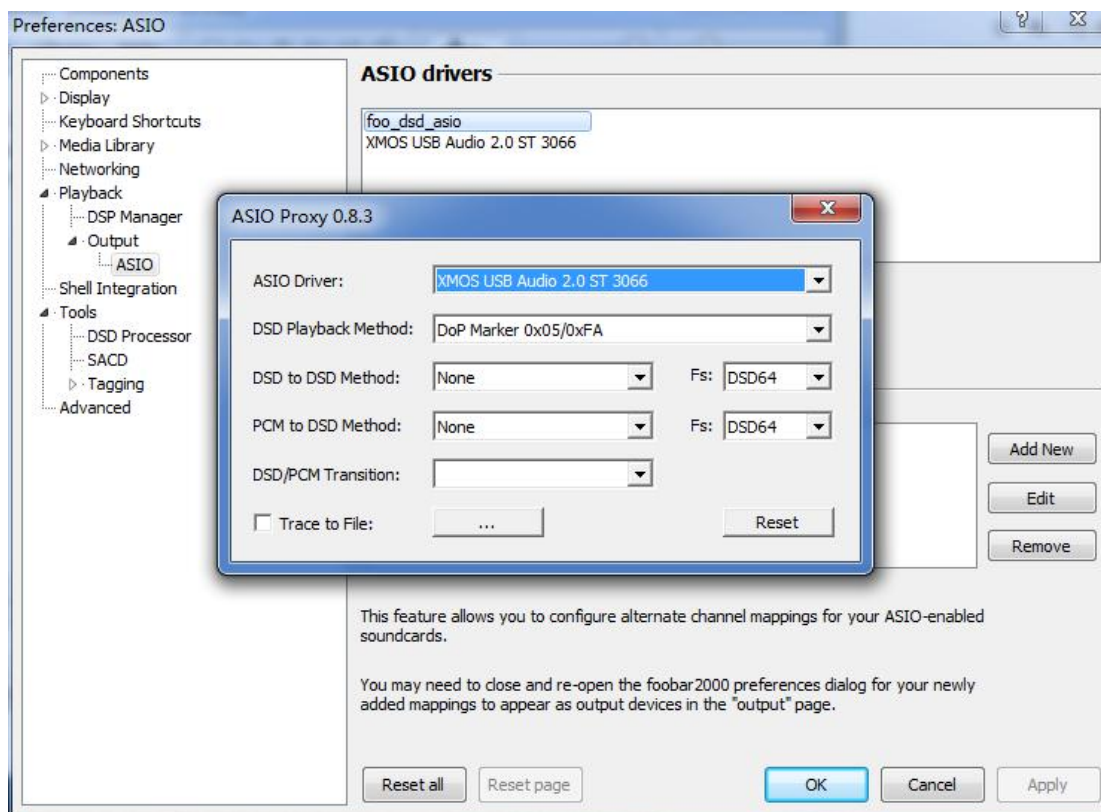 Preferences: ASIO
Components
Display
Keyboard Shortcuts
Media Library
Networking
Playback
DSP Manager
Output
ASIO
Shell Integration
Tools
DSD Processor
SACD
Tagging
Advanced
ASIO drivers
foo_dsd_asio
XMOS USB Audio 2.0 ST 3066
ASIO Proxy 0.8.3
ASIO Driver: XMOS USB Audio 2.0 ST 3066
DSD Playback Method: DoP Marker 0x05/0xFA
DSD to DSD Method: None Fs: DSD64
PCM to DSD Method: None Fs: DSD64
DSD/PCM Transition:
Trace to File: ... Reset
Add New
Edit
Remove
This feature allows you to configure alternate channel mappings for your ASIO-enabled
soundcards.
You may need to close and re-open the foobar2000 preferences dialog for your newly
added mappings to appear as output devices in the "output" page.
Reset all Reset page OK Cancel Apply